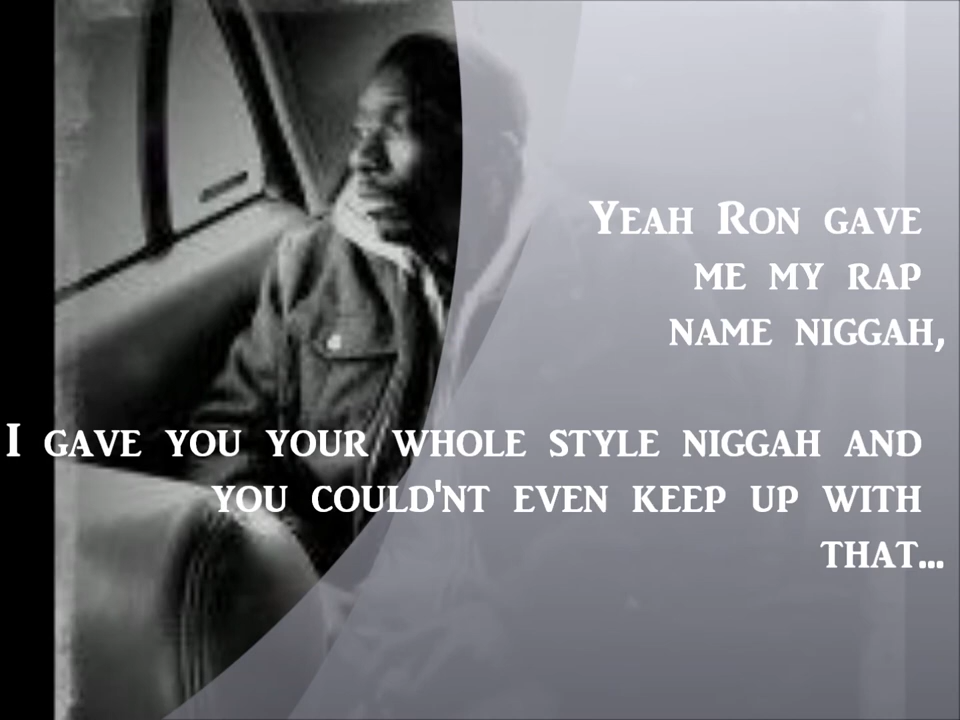 Yeah Ron gave
me my rap
name niggah,
I gave you your whole style niggah and
you could'nt even keep up with
that...